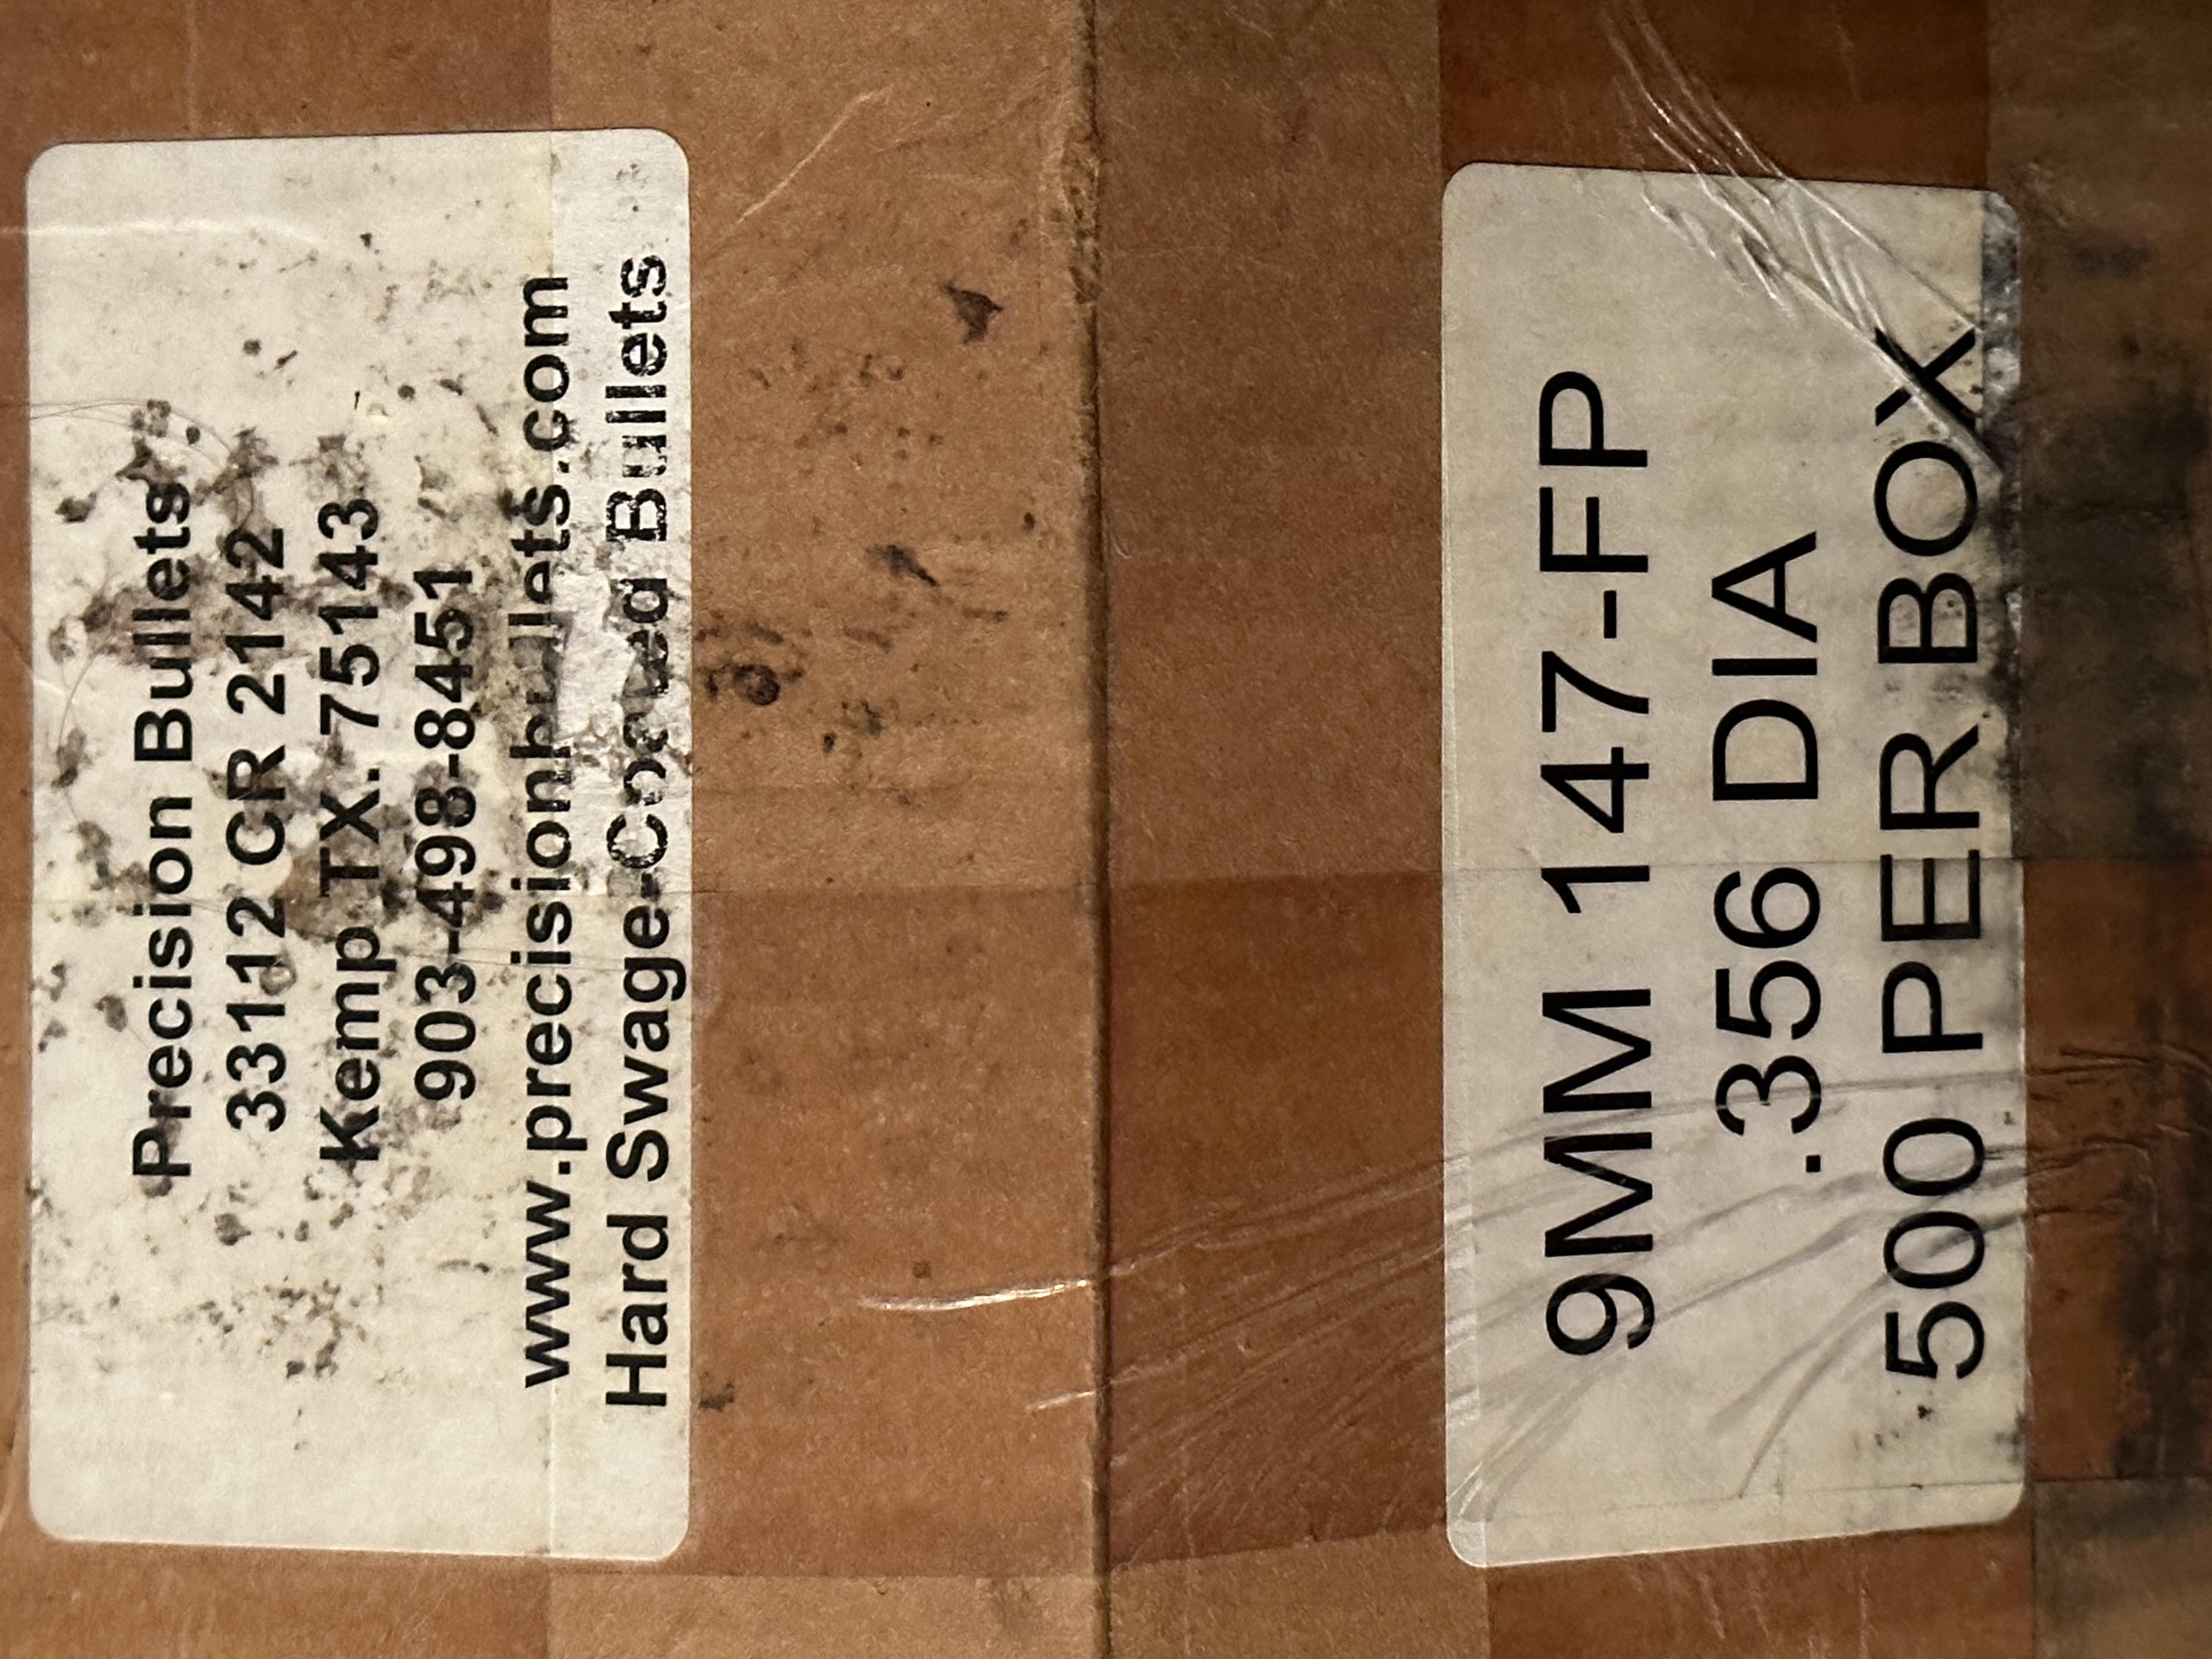 Precision Bullets
33112 CR 2142
Kemp TX. 75143
903-498-8451
www.precisionbullets.com
Hard Swage-Coated Bullets
9MM 147-FP
.356 DIA
500 PER BOX